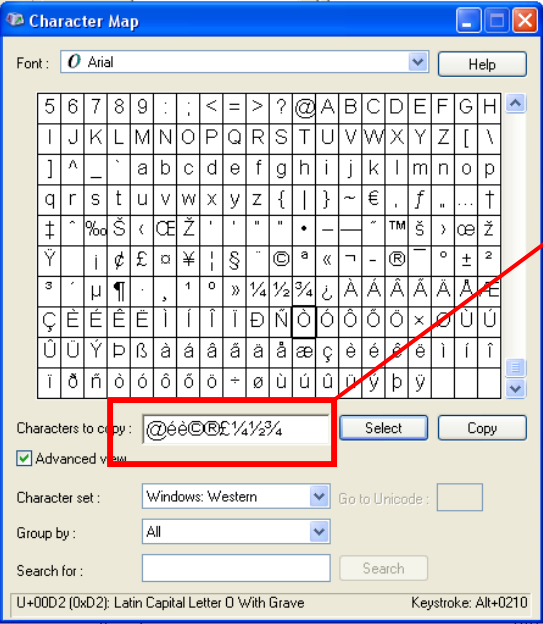 Character Map
Font : O Arial Help
5 6 7 8 9 : ; < = > ? @ A B C D E F G H
I J K L M N O P Q R S T U V W X Y Z [ \
] ^ _ ` a b c d e f g h i j k l m n o p
q r s t u v w x y z { | } ~ € ‚ ƒ „ … †
‡ ˆ ‰ Š ‹ Œ Ž ‘ ’ “ ” • – — ˜ ™ š › œ ž
Ÿ ¡ ¢ £ ¤ ¥ ¦ § ¨ © ª « ¬ - ® ¯ ° ± ²
³ ´ µ ¶ · ¸ ¹ º » ¼ ½ ¾ ¿ À Á Â Ã Ä Å Æ
Ç È É Ê Ë Ì Í Î Ï Ð Ñ Ò Ó Ô Õ Ö × Ø Ù Ú
Û Ü Ý Þ ß à á â ã ä å æ ç è é ê ë ì í î
ï ð ñ ò ó ô õ ö ÷ ø ù ú û ü ý þ ÿ
Characters to copy : @éè©®£¼½¾ Select Copy
Advanced view
Character set : Windows: Western Go to Unicode :
Group by : All
Search for : Search
U+00D2 (0xD2): Latin Capital Letter O With Grave Keystroke: Alt+0210